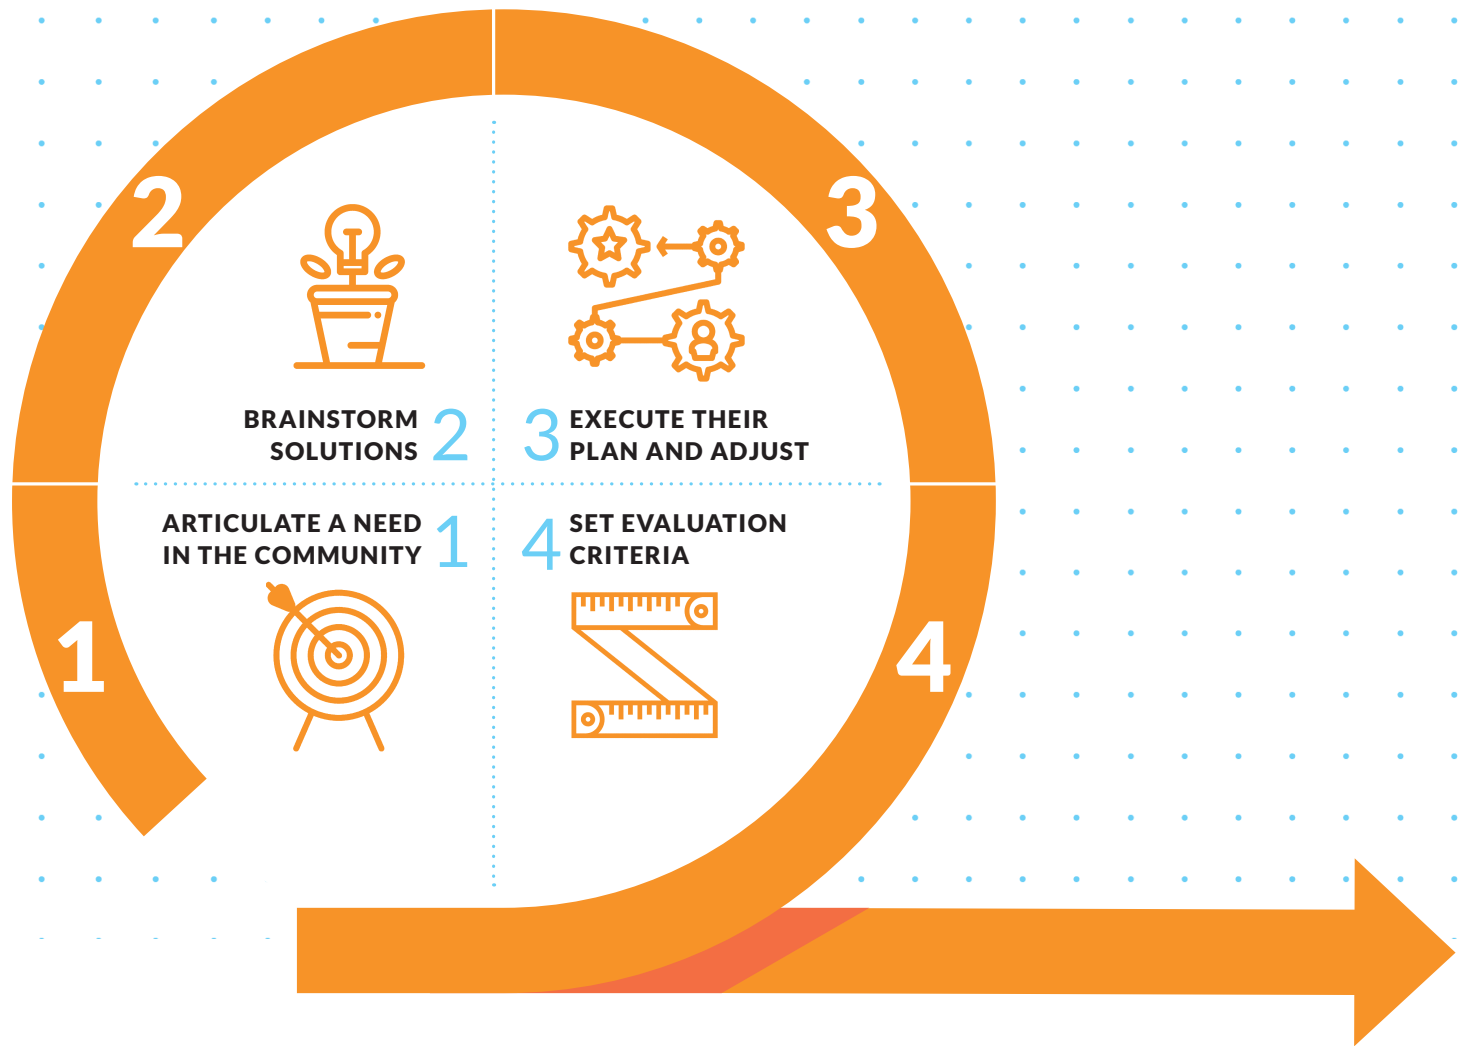 2
3
BRAINSTORM
SOLUTIONS
2
3
EXECUTE THEIR
PLAN AND ADJUST
ARTICULATE A NEED
IN THE COMMUNITY
1
4
SET EVALUATION
CRITERIA
1
4